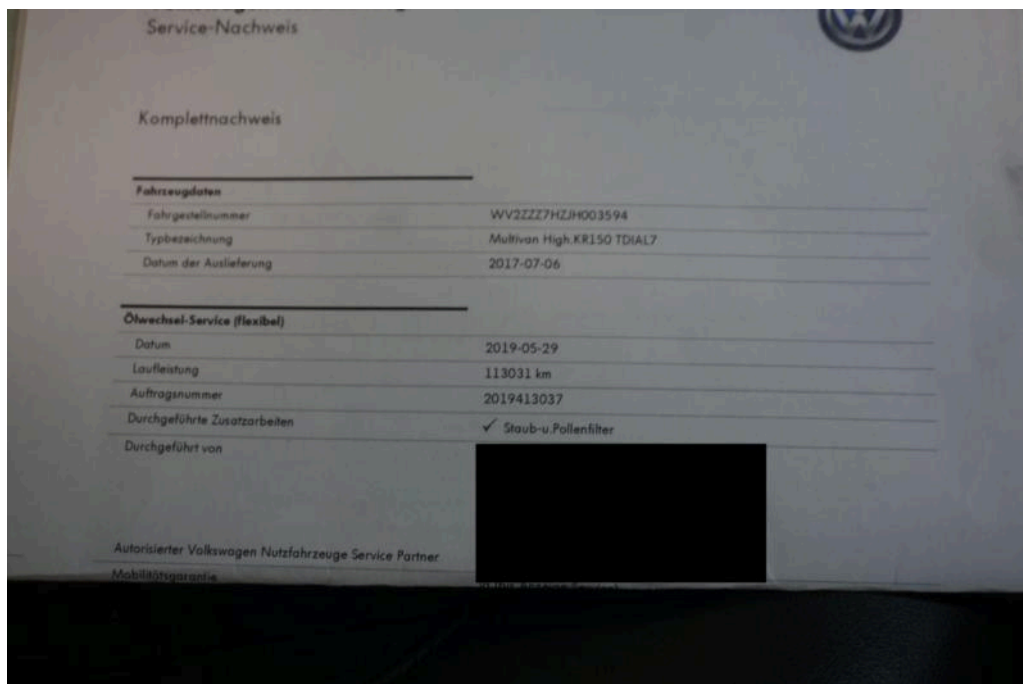 Service-Nachweis
Komplettnachweis
Fahrzeugdaten
Fahrgestellnummer WV2ZZZ7HZJH003594
Typbezeichnung Multivan High.KR150 TDIAL7
Datum der Auslieferung 2017-07-06
Ölwechsel-Service (flexibel)
Datum 2019-05-29
Laufleistung 113031 km
Auftragsnummer 2019413037
Durchgeführte Zusatzarbeiten ✓ Staub-u.Pollenfilter
Durchgeführt von
Autorisierter Volkswagen Nutzfahrzeuge Service Partner
Mobilitätsgarantie